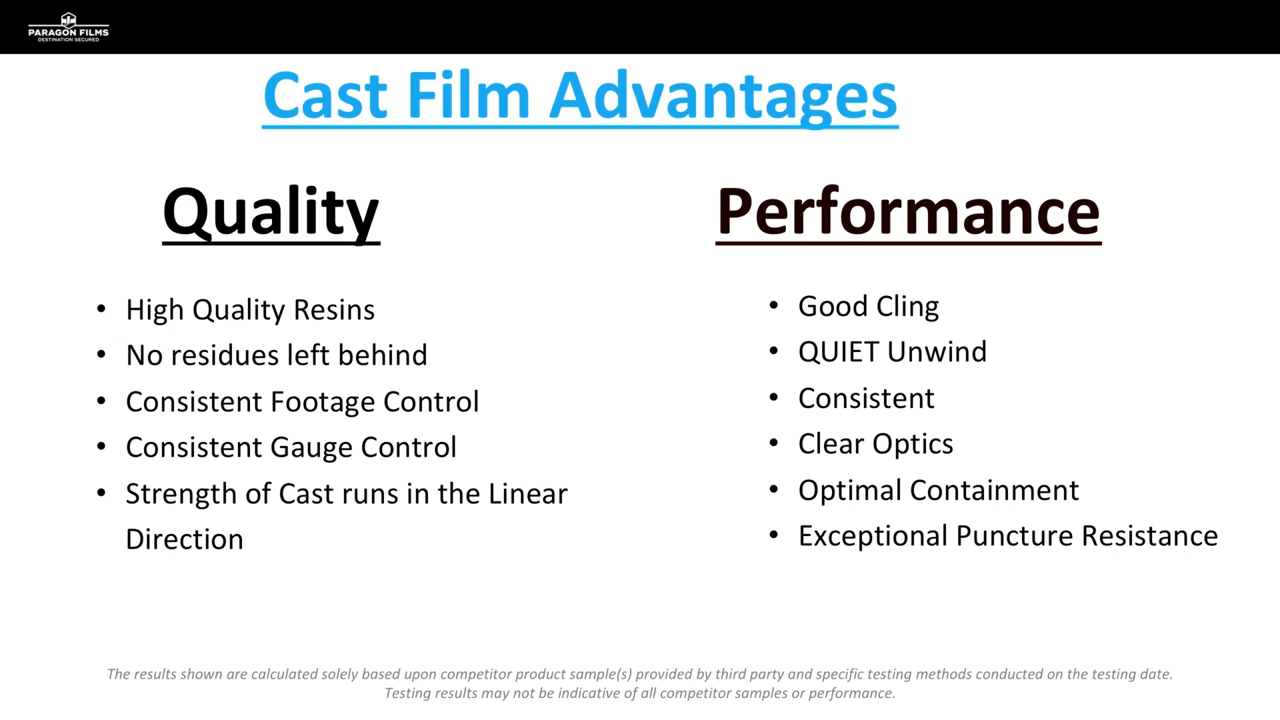 PARAGON FILMS
DESTINATION SECURED
Cast Film Advantages
Quality
High Quality Resins
No residues left behind
Consistent Footage Control
Consistent Gauge Control
Strength of Cast runs in the Linear
Direction
Performance
Good Cling
QUIET Unwind
Consistent
Clear Optics
Optimal Containment
Exceptional Puncture Resistance
The results shown are calculated solely based upon competitor product sample(s) provided by third party and specific testing methods conducted on the testing date.
Testing results may not be indicative of all competitor samples or performance.